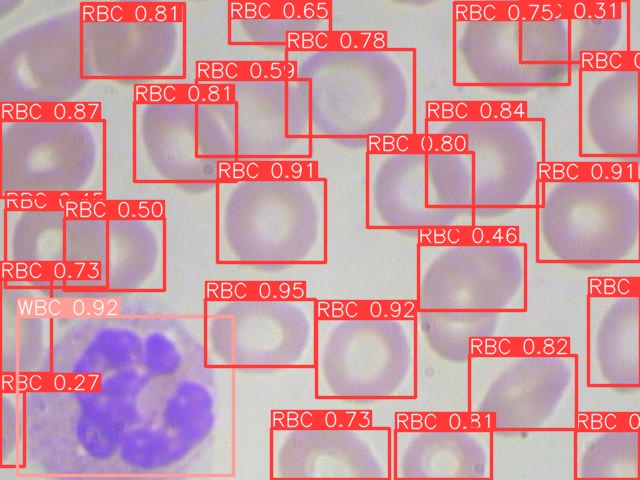 RBC 0.81
RBC 0.65
RBC 0.75
0.31
RBC 0.78
RBC 0.59
RBC 0
RBC 0.81
RBC 0.87
RBC 0.84
RBC 0.80
RBC 0.91
RBC 0.91
RBC 0.50
RBC 0.46
RBC 0.73
RBC 0.95
RBC 0.92
RBC
WBC 0.92
RBC 0.82
RBC 0.27
RBC 0.73
RBC 0.81
RBC 0